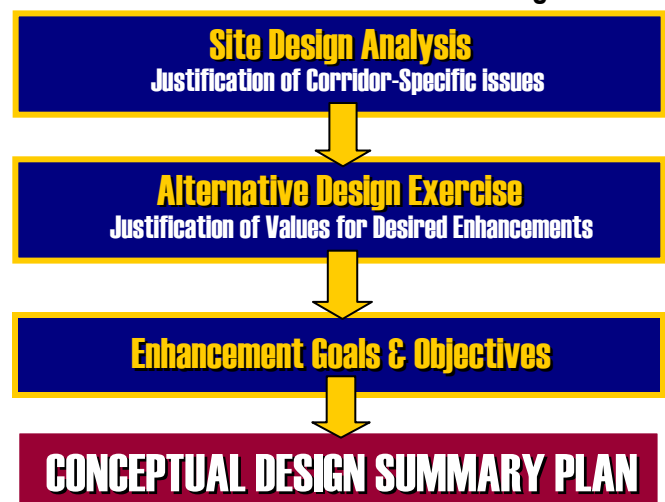 Site Design Analysis
Justification of Corridor-Specific issues
Alternative Design Exercise
Justification of Values for Desired Enhancements
Enhancement Goals & Objectives
CONCEPTUAL DESIGN SUMMARY PLAN